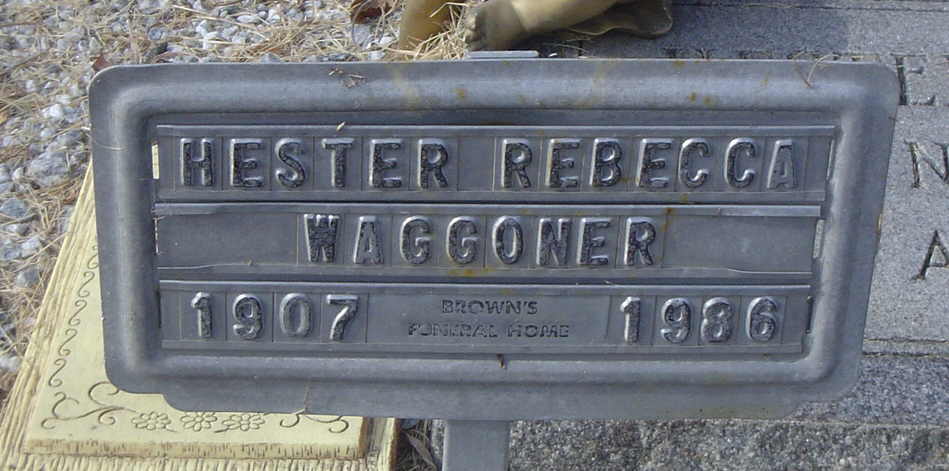 HESTER REBECCA
WAGGONER
1907
BROWN'S
FUNERAL HOME
1986